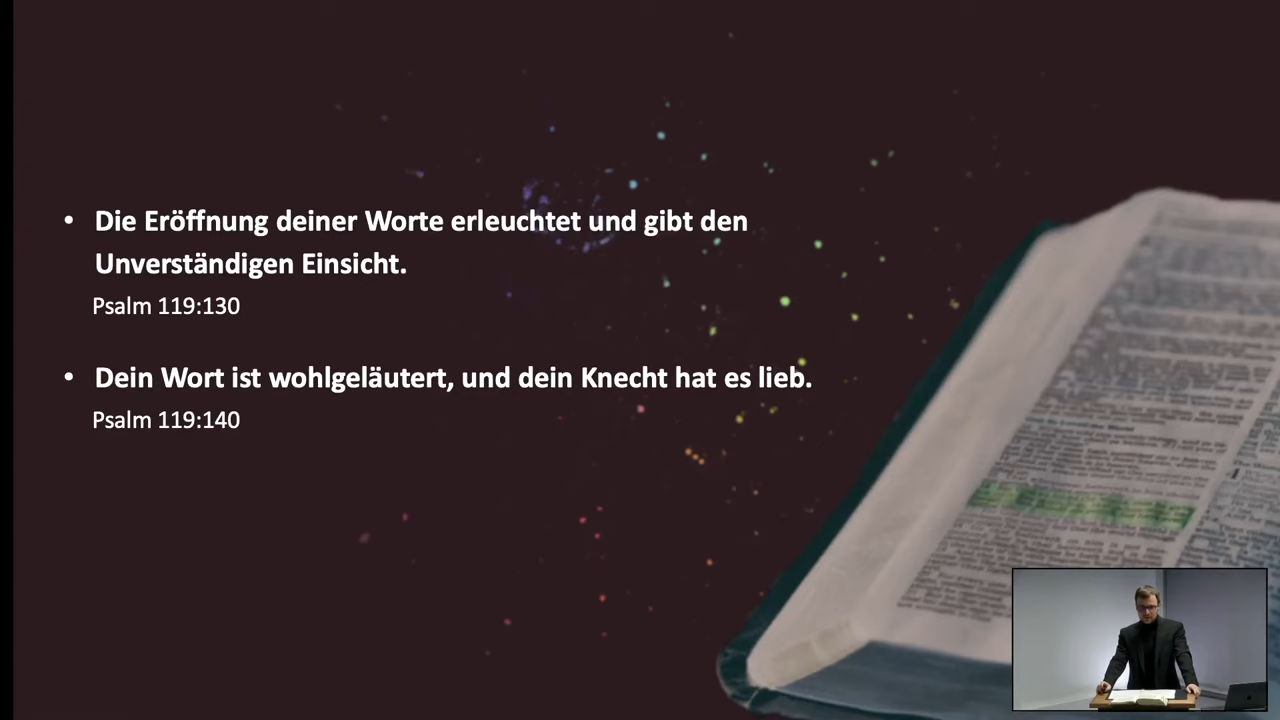 • Die Eröffnung deiner Worte erleuchtet und gibt den
Unverständigen Einsicht.
Psalm 119:130
• Dein Wort ist wohlgeläutert, und dein Knecht hat es lieb.
Psalm 119:140